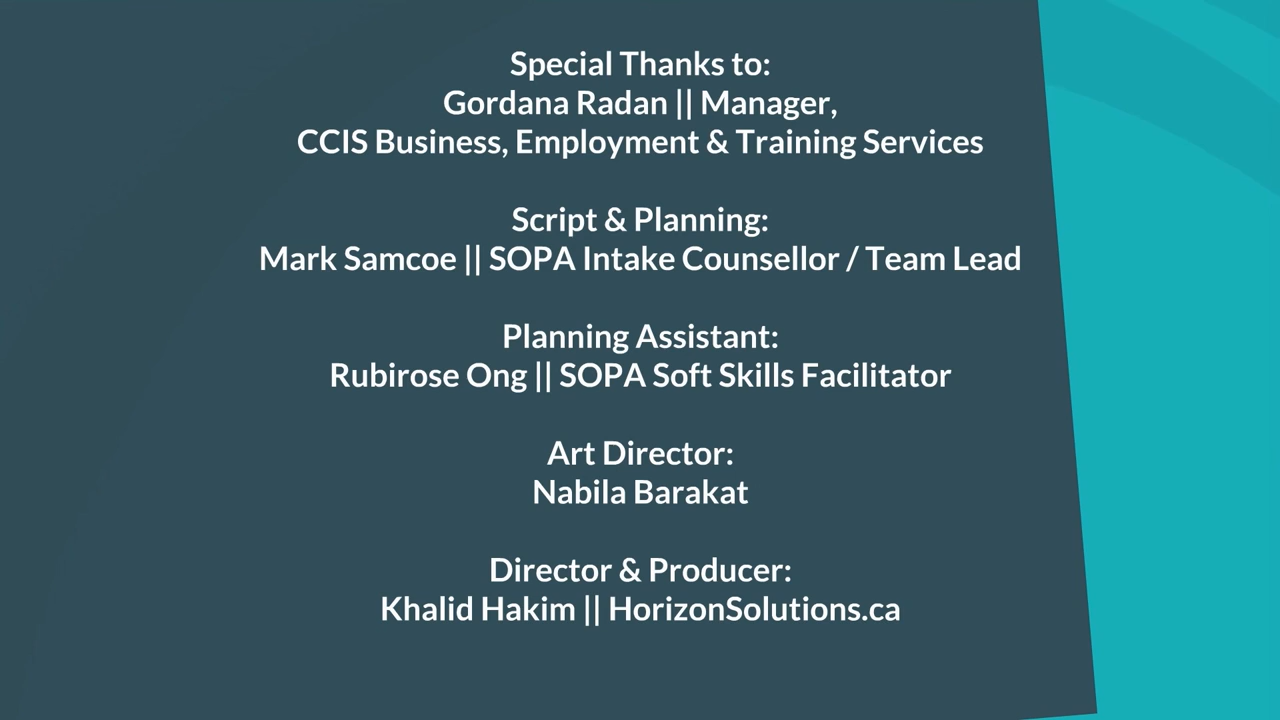 Special Thanks to:
Gordana Radan || Manager,
CCIS Business, Employment & Training Services
Script & Planning:
Mark Samcoe || SOPA Intake Counsellor / Team Lead
Planning Assistant:
Rubirose Ong || SOPA Soft Skills Facilitator
Art Director:
Nabila Barakat
Director & Producer:
Khalid Hakim || HorizonSolutions.ca